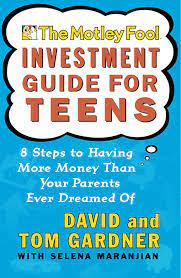 The Motley Fool
INVESTMENT
GUIDE FOR
TEENS
8 Steps to Having
More Money Than
Your Parents
Ever Dreamed Of
DAVID and
TOM GARDNER
WITH SELENA MARANJIAN